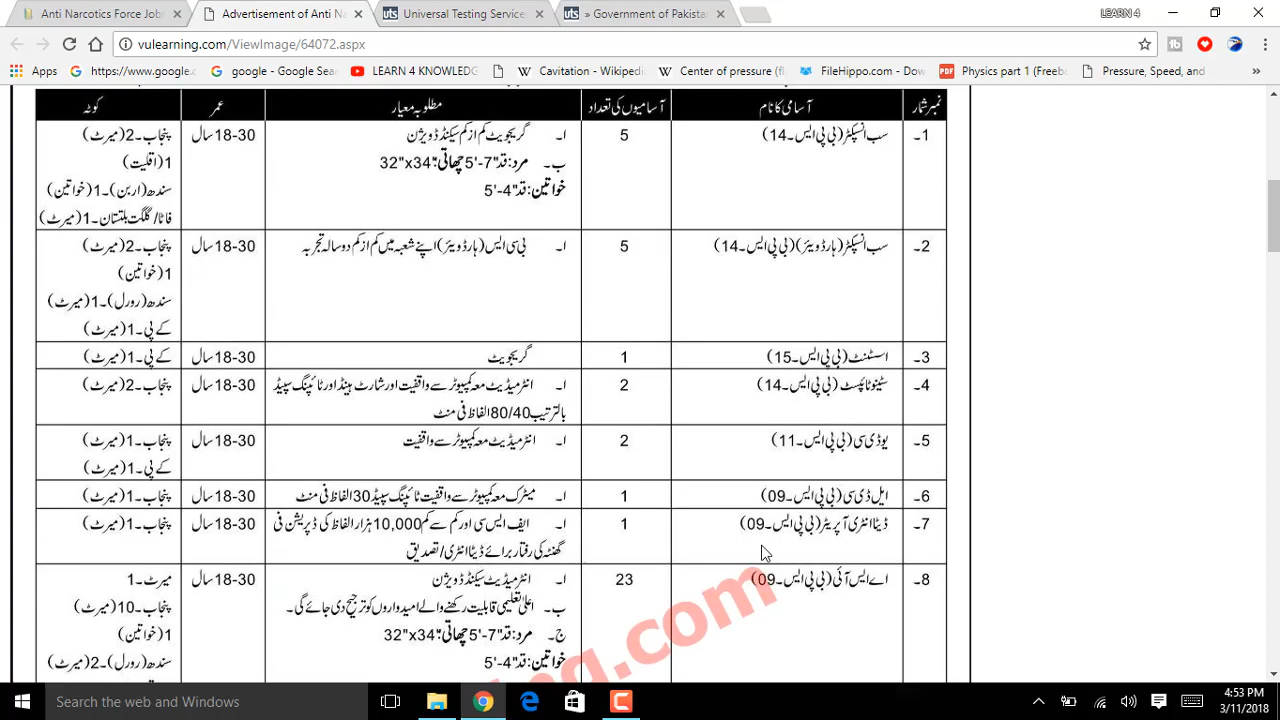 Anti Narcotics Force Job
Advertisement of Anti Na
Universal Testing Service
» Government of Pakistan
LEARN 4
vulearning.com/ViewImage/64072.aspx
Apps
https://www.google.c
google - Google Sea
LEARN 4 KNOWLEDG
Cavitation - Wikipedi
Center of pressure (fl
FileHippo.com - Dow
Physics part 1 (Freeb
Pressure, Speed, and
نمبر شمار آسامی کا نام آسامیوں کی تعداد مطلوبہ معیار عمر کوٹہ
1۔ سب انسپکٹر (بی پی ایس۔14) 5 ا۔ گریجویٹ کم از کم سیکنڈ ڈویژن 18-30 سال پنجاب۔2 (میرٹ)
ب۔ مرد: قد 5'-7" چھاتی: 32"x34" 1 (اقلیت)
خواتین: قد 5'-4" سندھ (اربن)۔1 (خواتین)
فاٹا/گلگت بلتستان۔1 (میرٹ)
2۔ سب انسپکٹر (ہارڈ ویئر) (بی پی ایس۔14) 5 ا۔ بی سی ایس (ہارڈ ویئر) اپنے شعبہ میں کم از کم دو سالہ تجربہ 18-30 سال پنجاب۔2 (میرٹ)
1 (خواتین)
سندھ (رورل)۔1 (میرٹ)
کے پی۔1 (میرٹ)
3۔ اسسٹنٹ (بی پی ایس۔15) 1 گریجویٹ 18-30 سال کے پی۔1 (میرٹ)
4۔ سٹینو ٹائپسٹ (بی پی ایس۔14) 2 ا۔ انٹرمیڈیٹ معہ کمپیوٹر سے واقفیت اور شارٹ ہینڈ اور ٹائپنگ سپیڈ 18-30 سال پنجاب۔2 (میرٹ)
بالترتیب 80/40 الفاظ فی منٹ
5۔ یو ڈی سی (بی پی ایس۔11) 2 ا۔ انٹرمیڈیٹ معہ کمپیوٹر سے واقفیت 18-30 سال پنجاب۔1 (میرٹ)
کے پی۔1 (میرٹ)
6۔ ایل ڈی سی (بی پی ایس۔09) 1 ا۔ میٹرک معہ کمپیوٹر سے واقفیت ٹائپنگ سپیڈ 30 الفاظ فی منٹ 18-30 سال پنجاب۔1 (میرٹ)
7۔ ڈیٹا انٹری آپریٹر (بی پی ایس۔09) 1 ا۔ ایف ایس سی اور کم سے کم 10,000 ہزار الفاظ کی ڈپریشن فی 18-30 سال پنجاب۔1 (میرٹ)
گھنٹہ کی رفتار برائے ڈیٹا انٹری/تصدیق
8۔ اے ایس آئی (بی پی ایس۔09) 23 ا۔ انٹرمیڈیٹ سیکنڈ ڈویژن 18-30 سال میرٹ۔1
ب۔ اعلیٰ تعلیمی قابلیت رکھنے والے امیدواروں کو ترجیح دی جائے گی۔ پنجاب۔10 (میرٹ)
ج۔ مرد: قد 5'-7" چھاتی: 32"x34" 1 (خواتین)
خواتین: قد 5'-4" سندھ (رورل)۔2 (میرٹ)
ng.com
Search the web and Windows
4:53 PM
3/11/2018